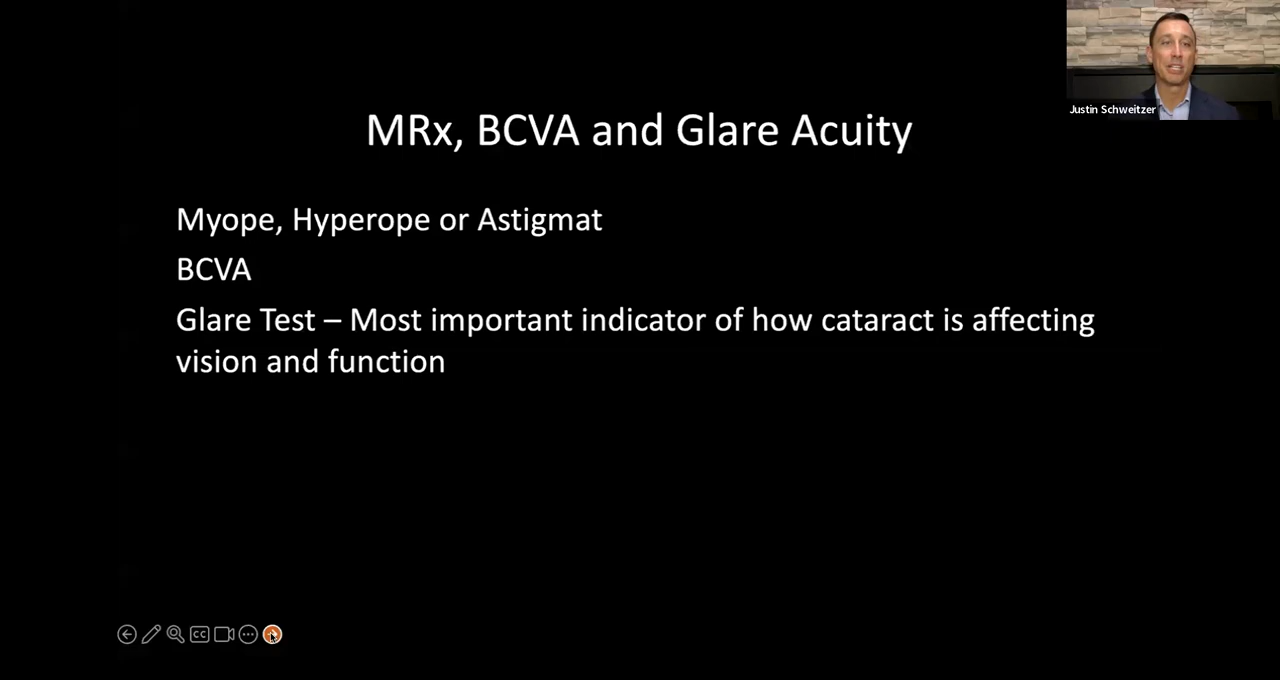 Justin Schweitzer
MRx, BCVA and Glare Acuity
Myope, Hyperope or Astigmat
BCVA
Glare Test – Most important indicator of how cataract is affecting
vision and function
CC